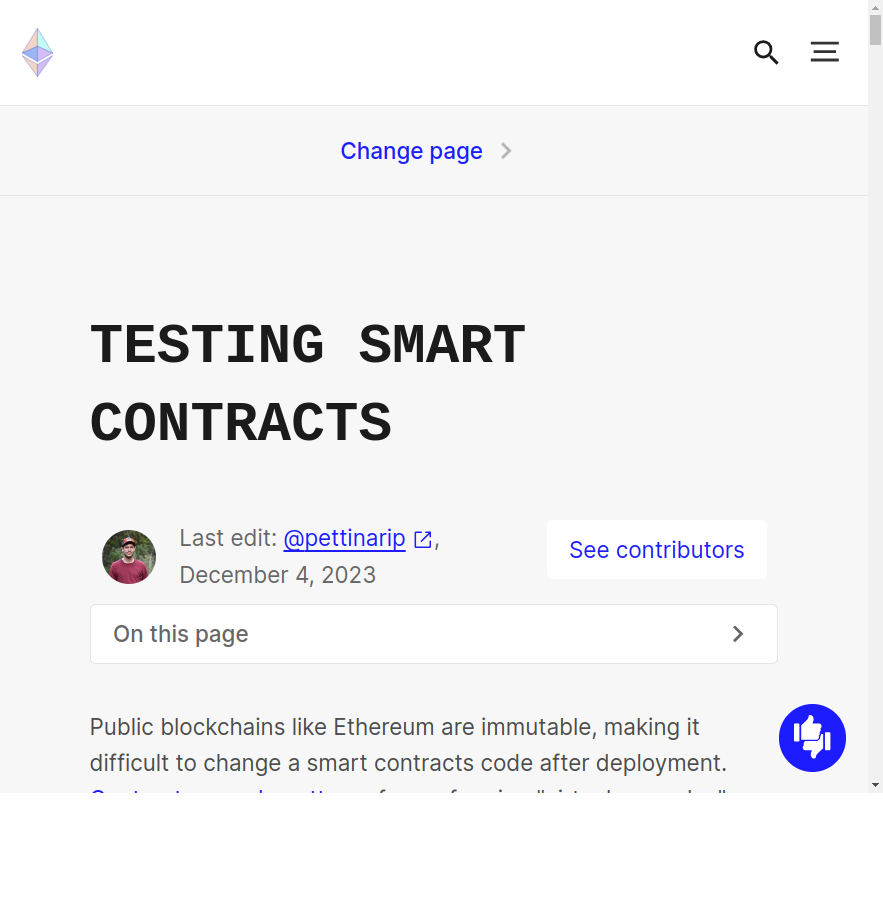 Change page
TESTING SMART
CONTRACTS
Last edit: @pettinarip,
December 4, 2023
See contributors
On this page
Public blockchains like Ethereum are immutable, making it
difficult to change a smart contracts code after deployment.